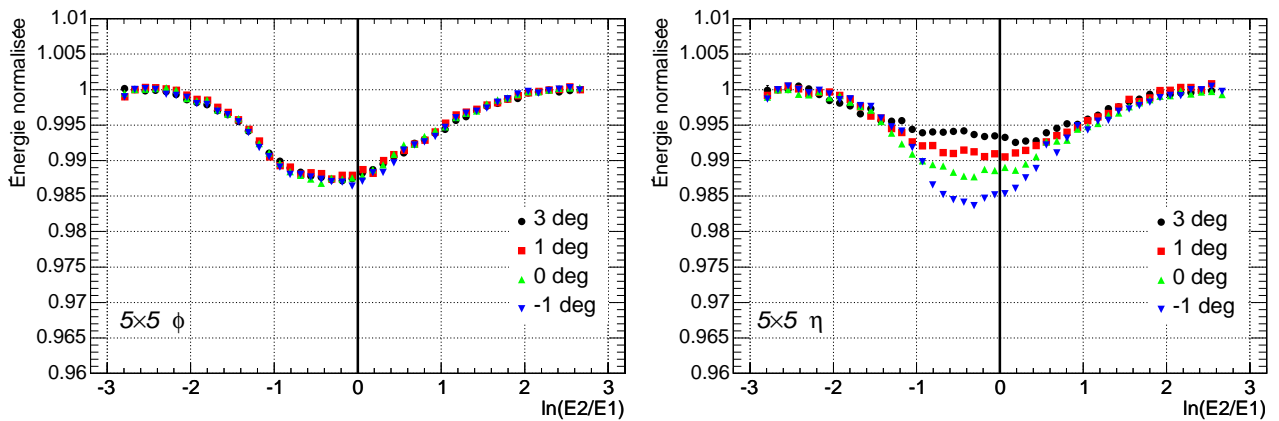 Énergie normalisée
1.01
1.005
1
0.995
0.99
0.985
0.98
0.975
0.97
0.965
0.96
-3 -2 -1 0 1 2 3
ln(E2/E1)
3 deg
1 deg
0 deg
-1 deg
5×5 ϕ
Énergie normalisée
1.01
1.005
1
0.995
0.99
0.985
0.98
0.975
0.97
0.965
0.96
-3 -2 -1 0 1 2 3
ln(E2/E1)
3 deg
1 deg
0 deg
-1 deg
5×5 η